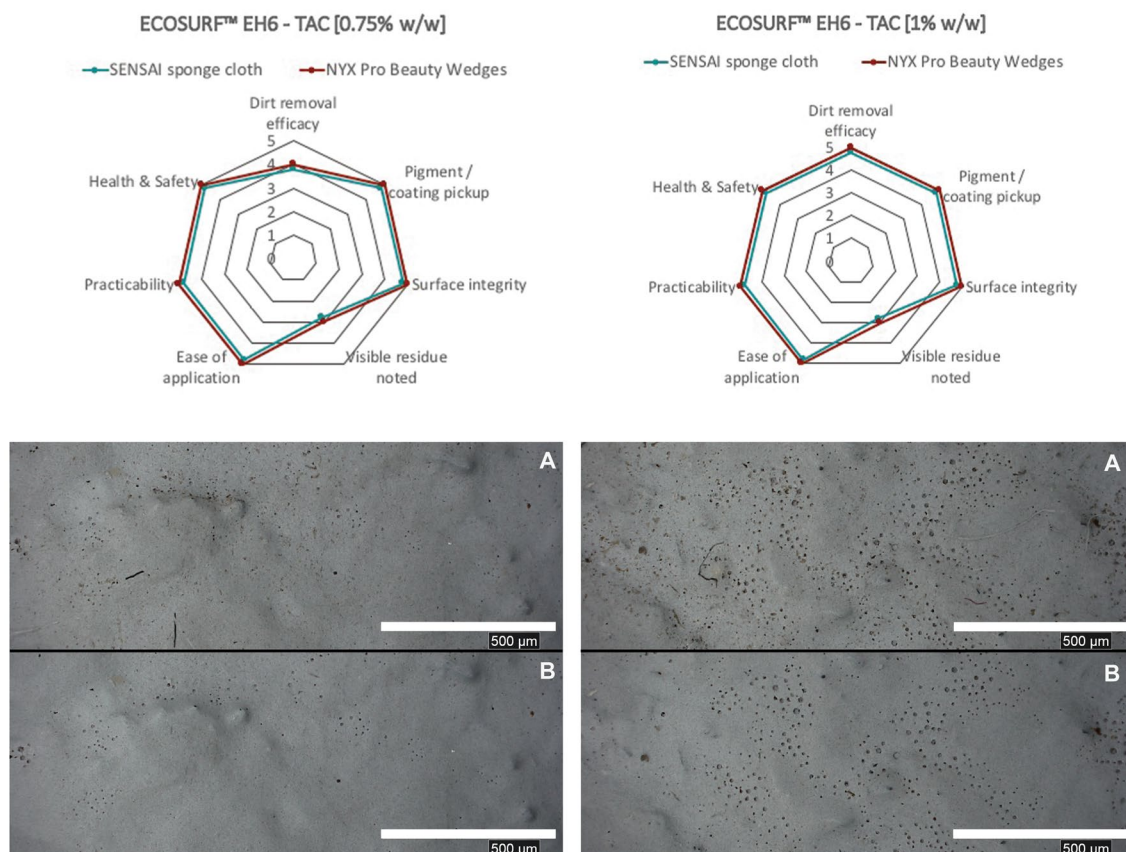 ECOSURF™ EH6 - TAC [0.75% w/w]
SENSAI sponge cloth
NYX Pro Beauty Wedges
Dirt removal
efficacy
5
4
3
2
1
0
Pigment /
coating pickup
Surface integrity
Visible residue
noted
Ease of
application
Practicability
Health & Safety
ECOSURF™ EH6 - TAC [1% w/w]
SENSAI sponge cloth
NYX Pro Beauty Wedges
Dirt removal
efficacy
5
4
3
2
1
0
Pigment /
coating pickup
Surface integrity
Visible residue
noted
Ease of
application
Practicability
Health & Safety
A
500 µm
B
500 µm
A
500 µm
B
500 µm